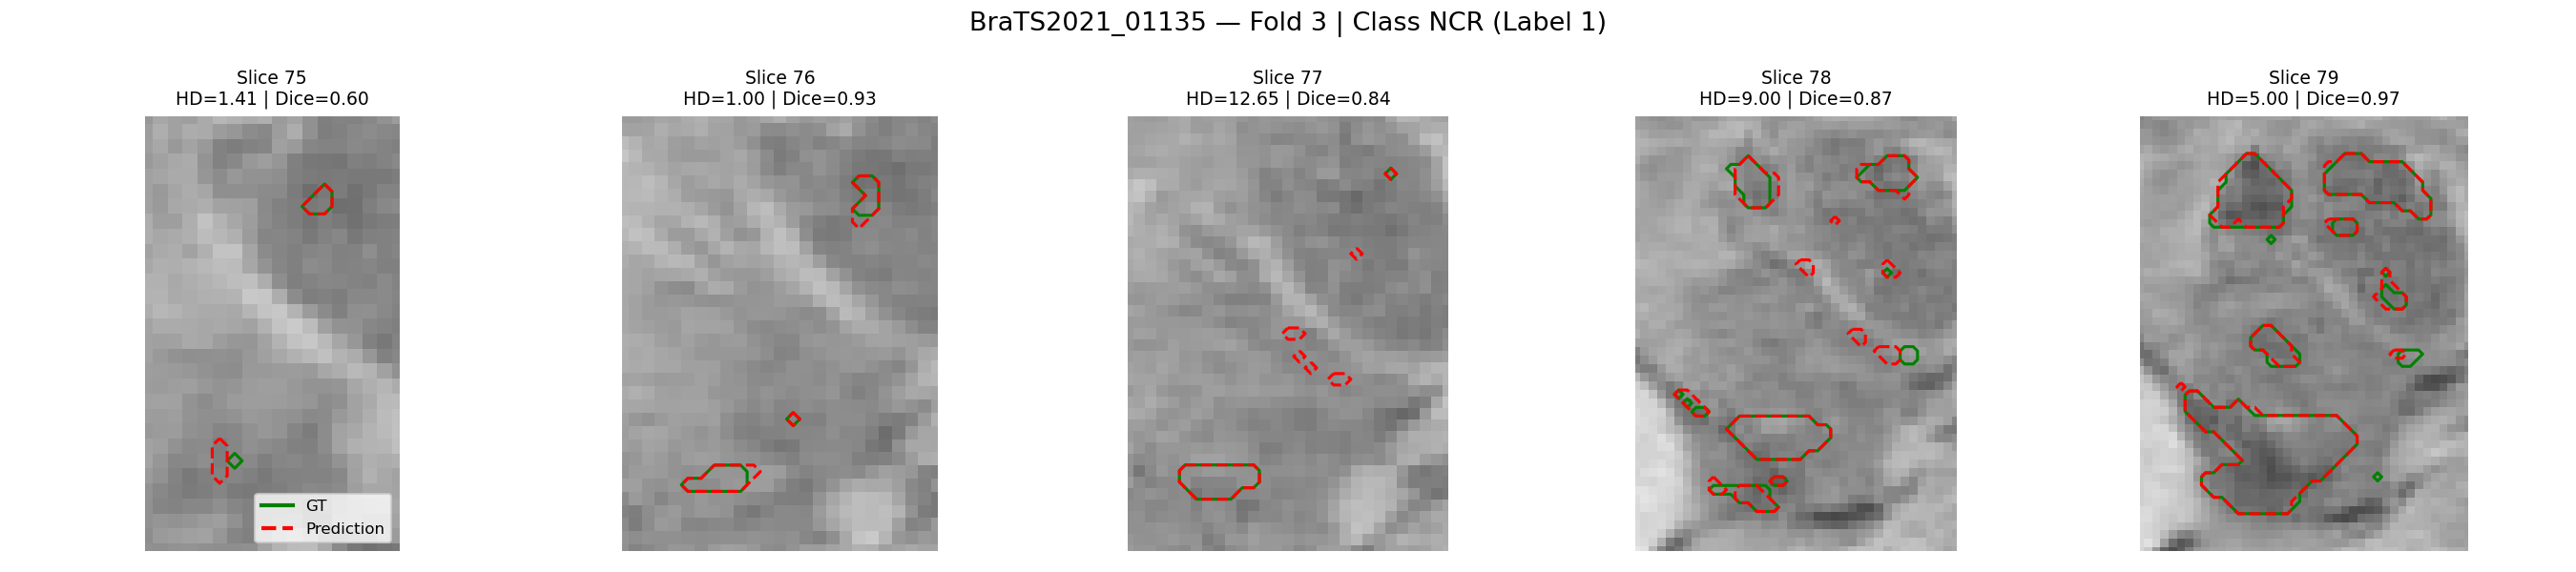 BraTS2021_01135 — Fold 3 | Class NCR (Label 1)
Slice 75
HD=1.41 | Dice=0.60
Slice 76
HD=1.00 | Dice=0.93
Slice 77
HD=12.65 | Dice=0.84
Slice 78
HD=9.00 | Dice=0.87
Slice 79
HD=5.00 | Dice=0.97
GT
Prediction